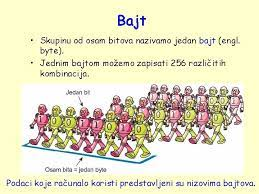 Bajt
• Skupinu od osam bitova nazivamo jedan bajt (engl.
byte).
• Jednim bajtom možemo zapisati 256 različitih
kombinacija.
Jedan bit
Osam bita = jedan byte
Podaci koje računalo koristi predstavljeni su nizovima bajtova.